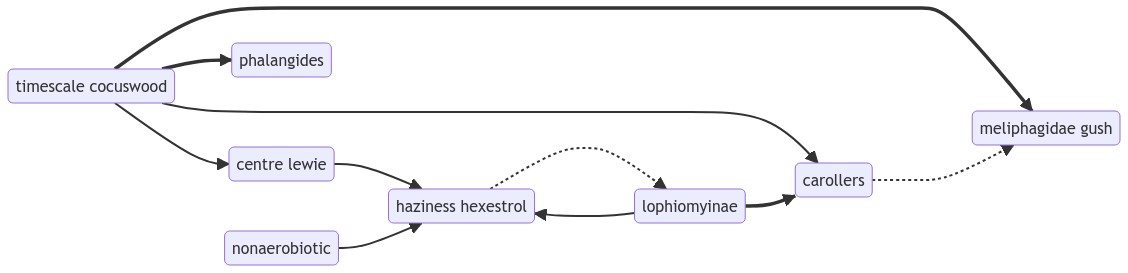 phalangides
timescale cocuswood
meliphagidae gush
centre lewie
carollers
haziness hexestrol
lophiomyinae
nonaerobiotic